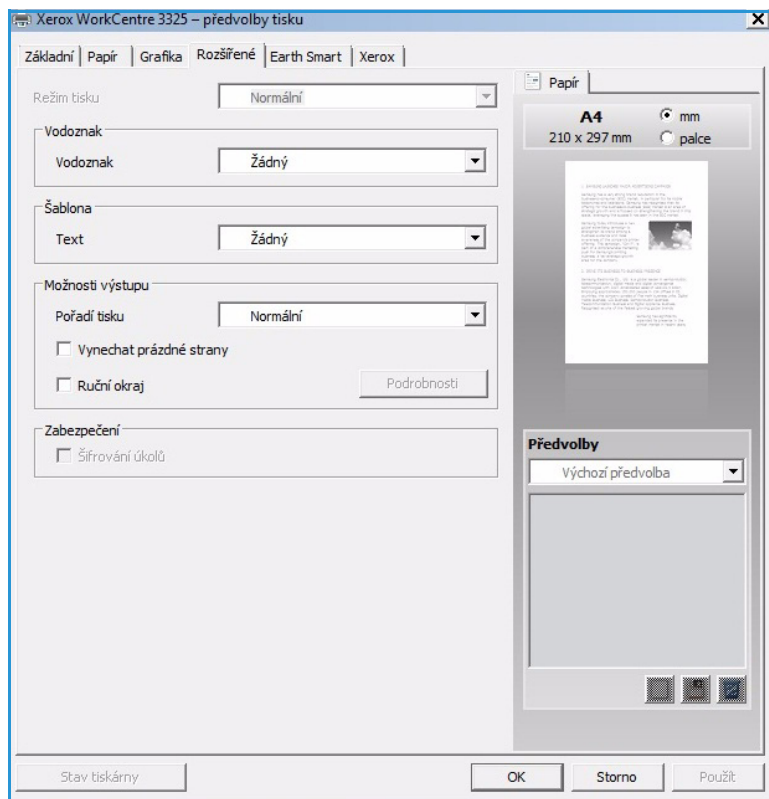 Xerox WorkCentre 3325 – předvolby tisku
Základní Papír Grafika Rozšířené Earth Smart Xerox
Režim tisku Normální
Vodoznak
Vodoznak Žádný
Šablona
Text Žádný
Možnosti výstupu
Pořadí tisku Normální
Vynechat prázdné strany
Ruční okraj Podrobnosti
Zabezpečení
Šifrování úkolů
Papír
A4 mm
210 x 297 mm palce
Předvolby
Výchozí předvolba
Stav tiskárny OK Storno Použít